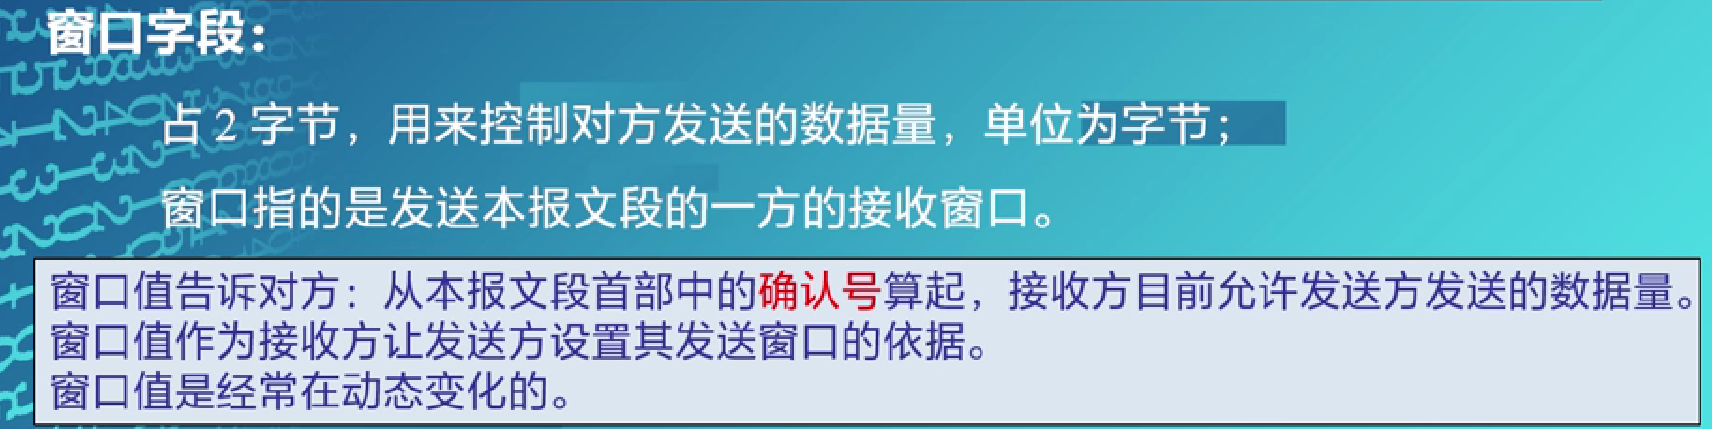 窗口字段：
占 2 字节，用来控制对方发送的数据量，单位为字节；
窗口指的是发送本报文段的一方的接收窗口。
窗口值告诉对方：从本报文段首部中的确认号算起，接收方目前允许发送方发送的数据量。
窗口值作为接收方让发送方设置其发送窗口的依据。
窗口值是经常在动态变化的。